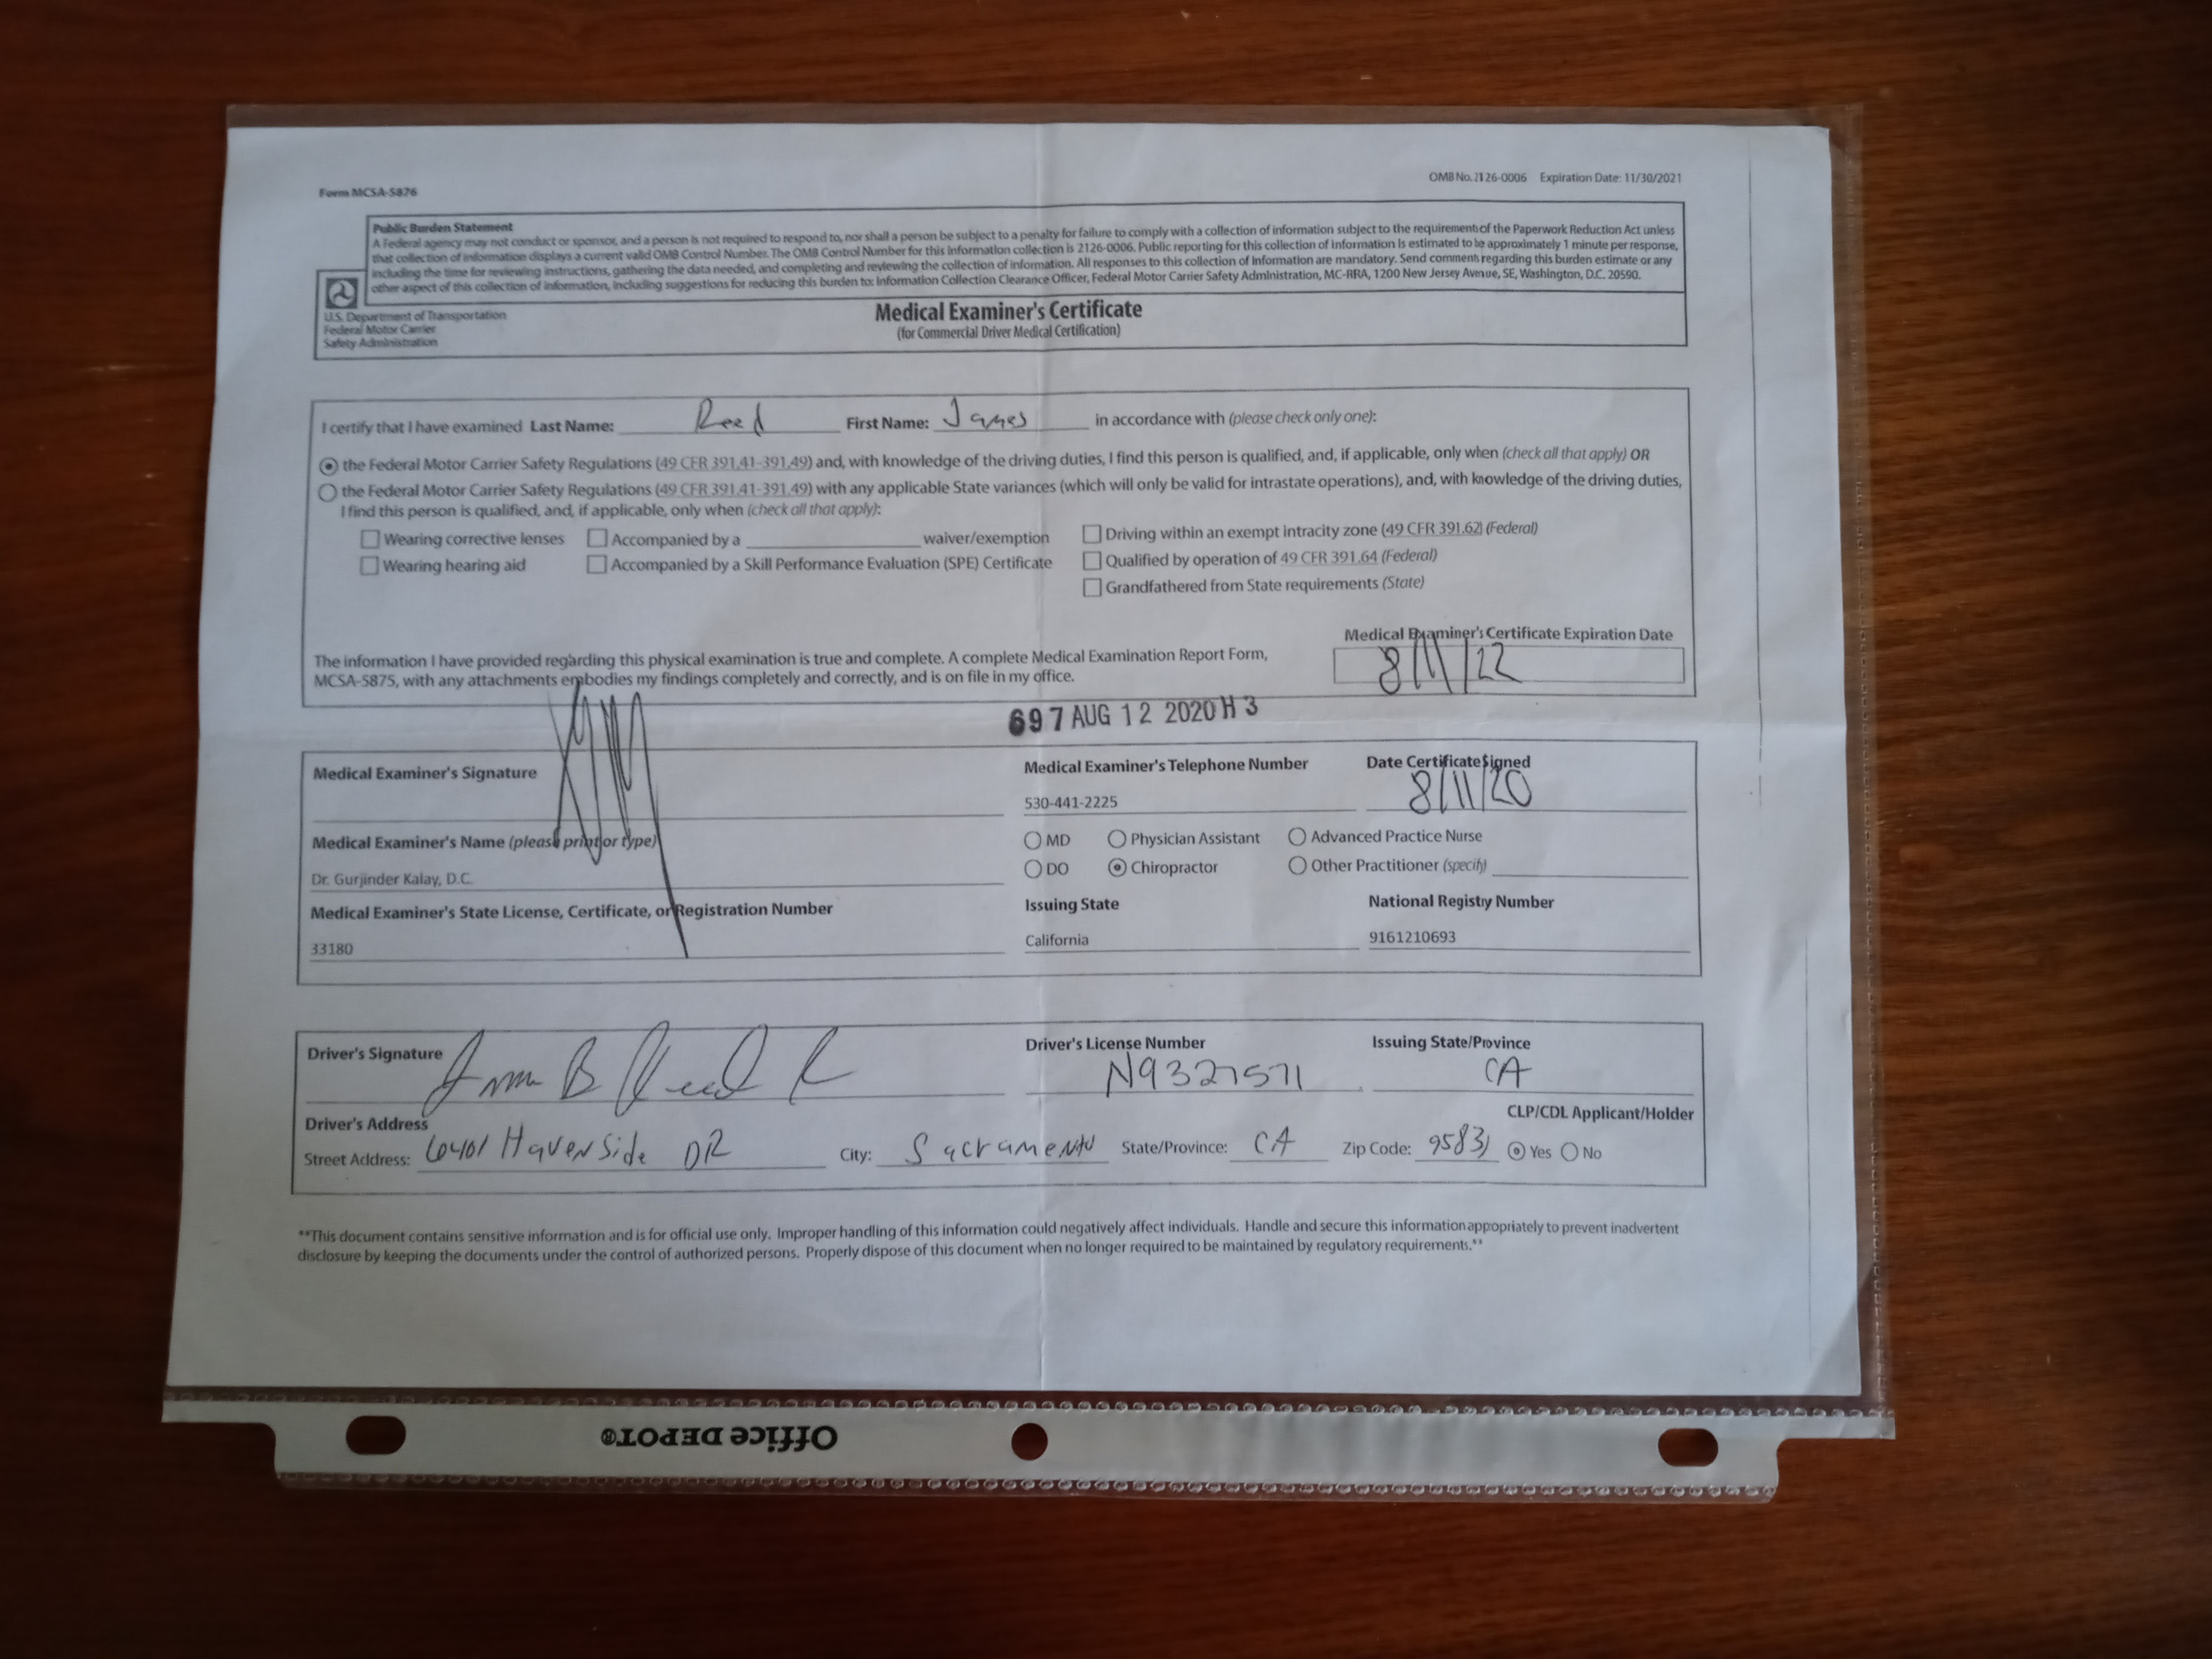 Form MCSA-5876
OMB No. 2126-0006 Expiration Date: 11/30/2021
Public Burden Statement
A Federal agency may not conduct or sponsor, and a person is not required to respond to, nor shall a person be subject to a penalty for failure to comply with a collection of information subject to the requirements of the Paperwork Reduction Act unless
that collection of information displays a current valid OMB Control Number. The OMB Control Number for this information collection is 2126-0006. Public reporting for this collection of information is estimated to be approximately 1 minute per response,
including the time for reviewing instructions, gathering the data needed, and completing and reviewing the collection of information. All responses to this collection of information are mandatory. Send comments regarding this burden estimate or any
other aspect of this collection of information, including suggestions for reducing this burden to: Information Collection Clearance Officer, Federal Motor Carrier Safety Administration, MC-RRA, 1200 New Jersey Avenue, SE, Washington, D.C. 20590.
U.S. Department of Transportation
Federal Motor Carrier
Safety Administration
Medical Examiner's Certificate
(for Commercial Driver Medical Certification)
I certify that I have examined Last Name: Reed First Name: James in accordance with (please check only one):
the Federal Motor Carrier Safety Regulations (49 CFR 391.41-391.49) and, with knowledge of the driving duties, I find this person is qualified, and, if applicable, only when (check all that apply) OR
the Federal Motor Carrier Safety Regulations (49 CFR 391.41-391.49) with any applicable State variances (which will only be valid for intrastate operations), and, with knowledge of the driving duties,
I find this person is qualified, and, if applicable, only when (check all that apply):
Wearing corrective lenses Accompanied by a waiver/exemption Driving within an exempt intracity zone (49 CFR 391.62) (Federal)
Wearing hearing aid Accompanied by a Skill Performance Evaluation (SPE) Certificate Qualified by operation of 49 CFR 391.64 (Federal)
Grandfathered from State requirements (State)
Medical Examiner's Certificate Expiration Date
8/11/22
The information I have provided regarding this physical examination is true and complete. A complete Medical Examination Report Form,
MCSA-5875, with any attachments embodies my findings completely and correctly, and is on file in my office.
697 AUG 12 2020 H 3
Medical Examiner's Signature Medical Examiner's Telephone Number Date Certificate Signed
530-441-2225 8/11/20
Medical Examiner's Name (please print or type) MD Physician Assistant Advanced Practice Nurse
Dr. Gurjinder Kalay, D.C. DO Chiropractor Other Practitioner (specify)
Medical Examiner's State License, Certificate, or Registration Number Issuing State National Registry Number
33180 California 9161210693
Driver's Signature Driver's License Number Issuing State/Province
N9327571 CA
Driver's Address CLP/CDL Applicant/Holder
Street Address: 6401 Havenside DR City: Sacramento State/Province: CA Zip Code: 95831 Yes No
**This document contains sensitive information and is for official use only. Improper handling of this information could negatively affect individuals. Handle and secure this information appropriately to prevent inadvertent
disclosure by keeping the documents under the control of authorized persons. Properly dispose of this document when no longer required to be maintained by regulatory requirements.**
Office DEPOT®